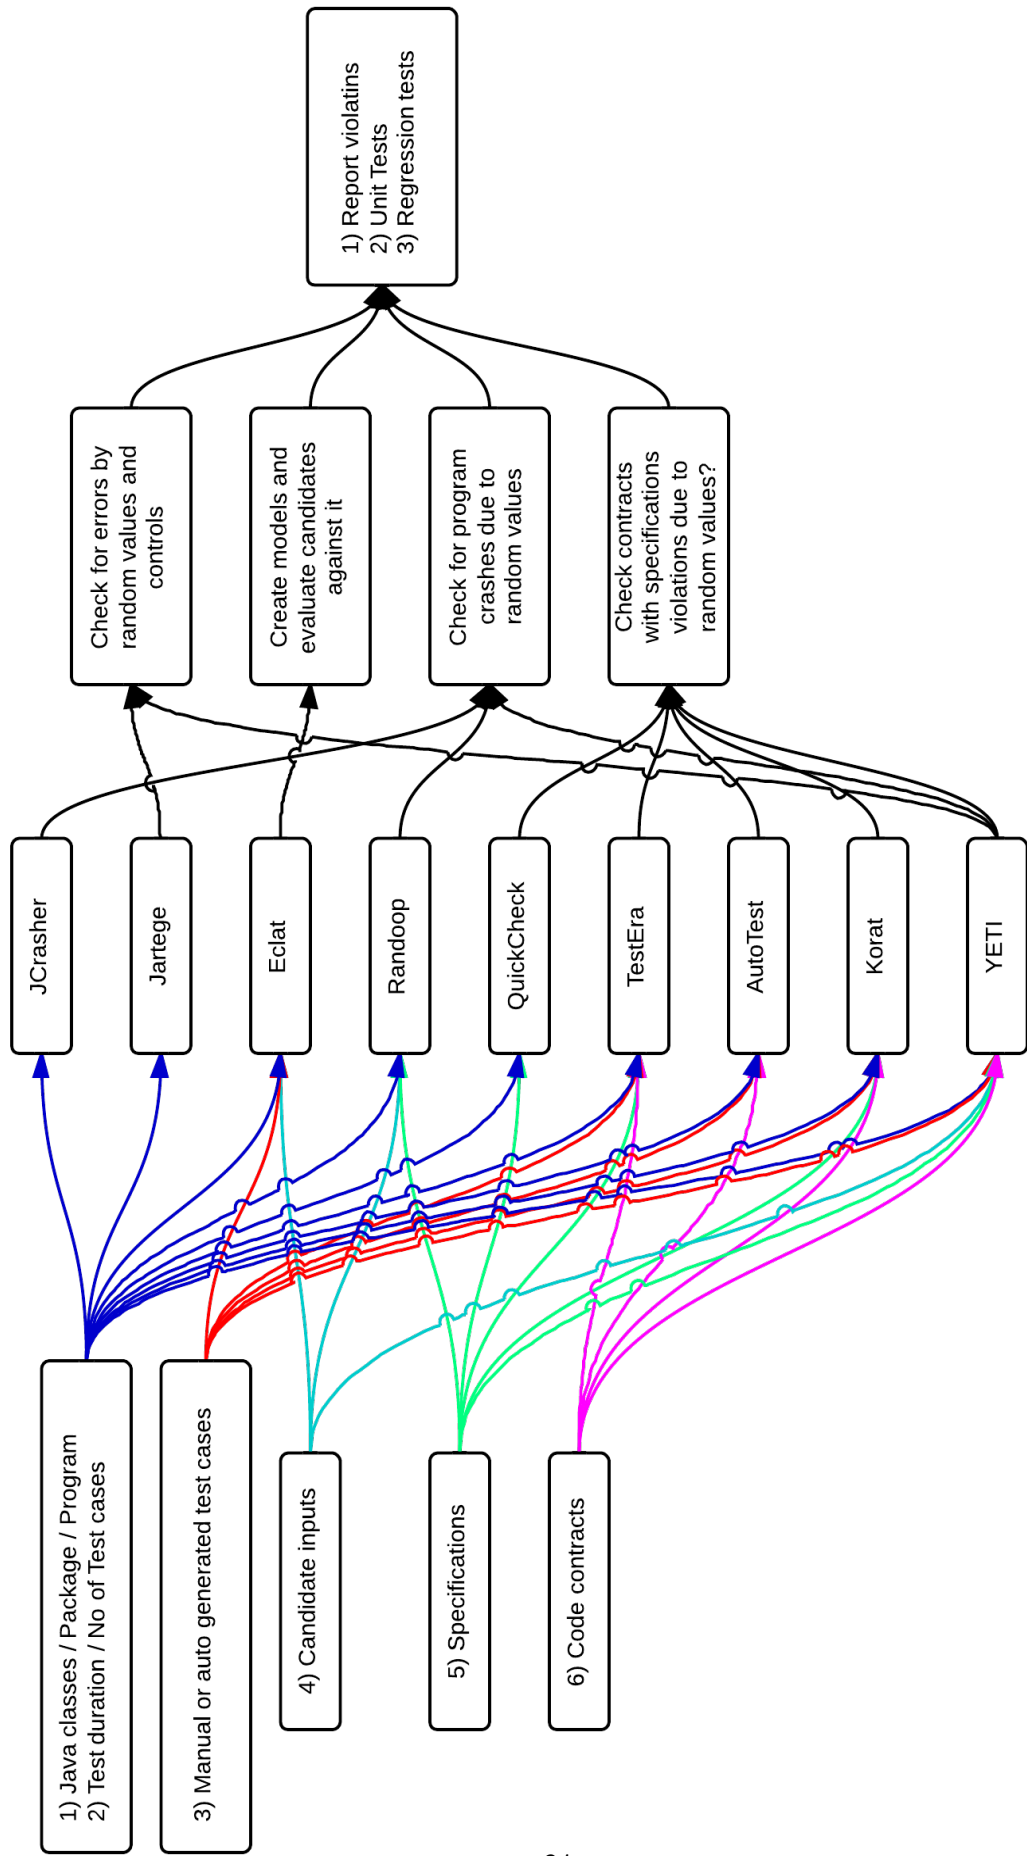 1) Java classes / Package / Program
2) Test duration / No of Test cases
3) Manual or auto generated test cases
4) Candidate inputs
5) Specifications
6) Code contracts
JCrasher
Jartege
Eclat
Randoop
QuickCheck
TestEra
AutoTest
Korat
YETI
Check for errors by
random values and
controls
Create models and
evaluate candidates
against it
Check for program
crashes due to
random values
Check contracts
with specifications
violations due to
random values?
1) Report violatins
2) Unit Tests
3) Regression tests